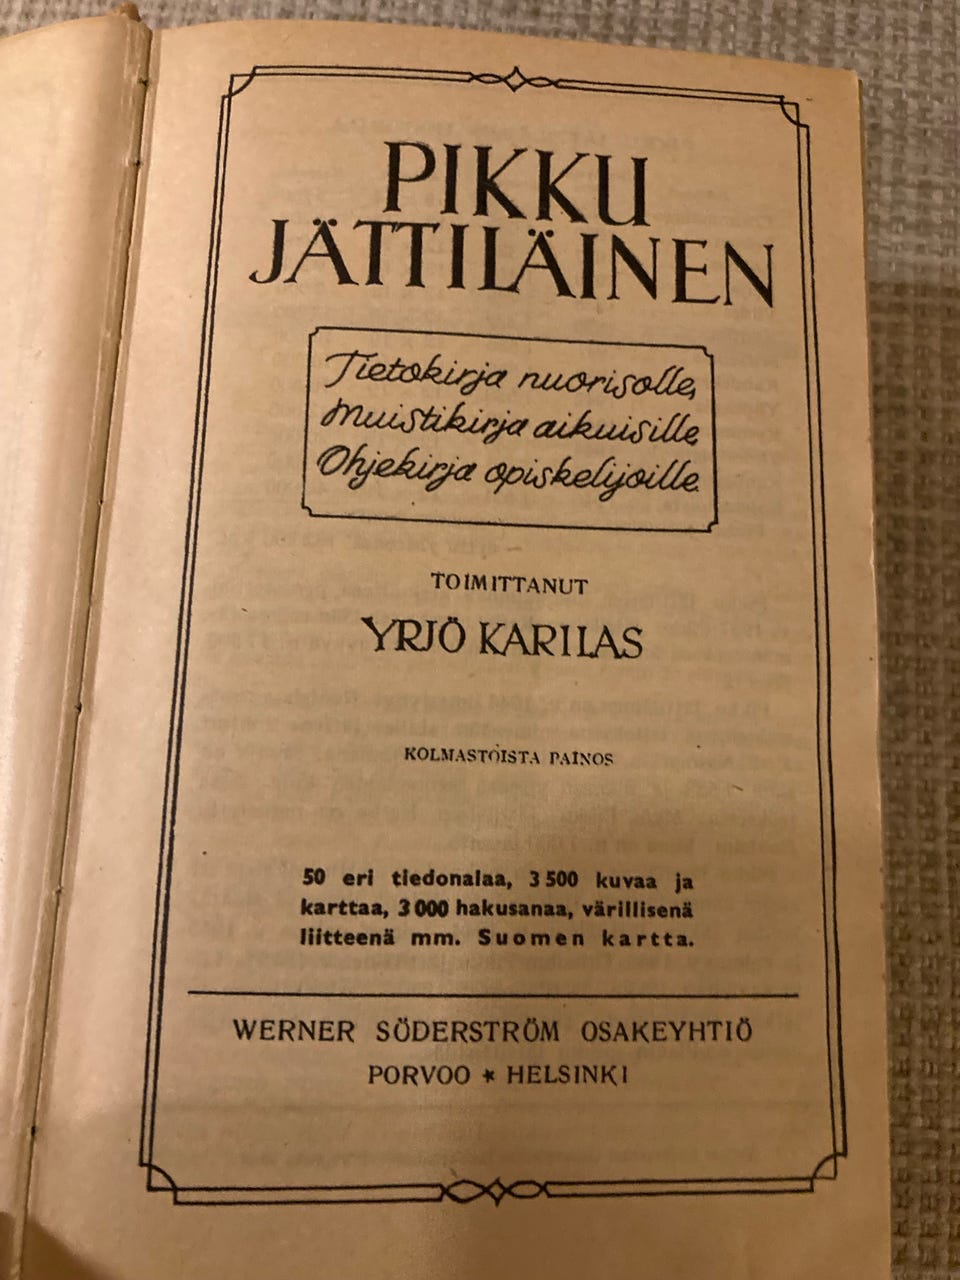 PIKKU
JÄTTILÄINEN
Tietokirja nuorisolle,
Muistikirja aikuisille
Ohjekirja opiskelijoille
TOIMITTANUT
YRJÖ KARILAS
KOLMASTOISTA PAINOS
50 eri tiedonalaa, 3 500 kuvaa ja
karttaa, 3 000 hakusanaa, värillisenä
liitteenä mm. Suomen kartta.
WERNER SÖDERSTRÖM OSAKEYHTIÖ
PORVOO ★ HELSINKI